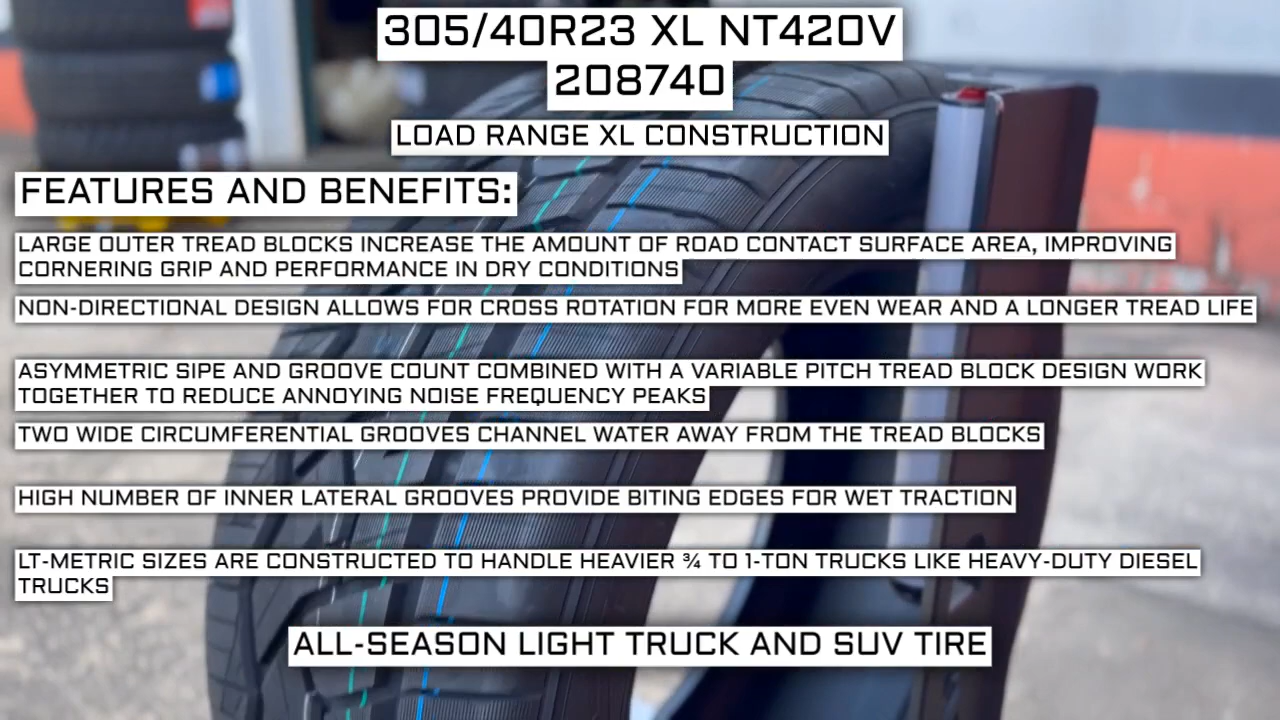 305/40R23 XL NT420V
208740
LOAD RANGE XL CONSTRUCTION
FEATURES AND BENEFITS:
LARGE OUTER TREAD BLOCKS INCREASE THE AMOUNT OF ROAD CONTACT SURFACE AREA, IMPROVING
CORNERING GRIP AND PERFORMANCE IN DRY CONDITIONS
NON-DIRECTIONAL DESIGN ALLOWS FOR CROSS ROTATION FOR MORE EVEN WEAR AND A LONGER TREAD LIFE
ASYMMETRIC SIPE AND GROOVE COUNT COMBINED WITH A VARIABLE PITCH TREAD BLOCK DESIGN WORK
TOGETHER TO REDUCE ANNOYING NOISE FREQUENCY PEAKS
TWO WIDE CIRCUMFERENTIAL GROOVES CHANNEL WATER AWAY FROM THE TREAD BLOCKS
HIGH NUMBER OF INNER LATERAL GROOVES PROVIDE BITING EDGES FOR WET TRACTION
LT-METRIC SIZES ARE CONSTRUCTED TO HANDLE HEAVIER ¾ TO 1-TON TRUCKS LIKE HEAVY-DUTY DIESEL
TRUCKS
ALL-SEASON LIGHT TRUCK AND SUV TIRE